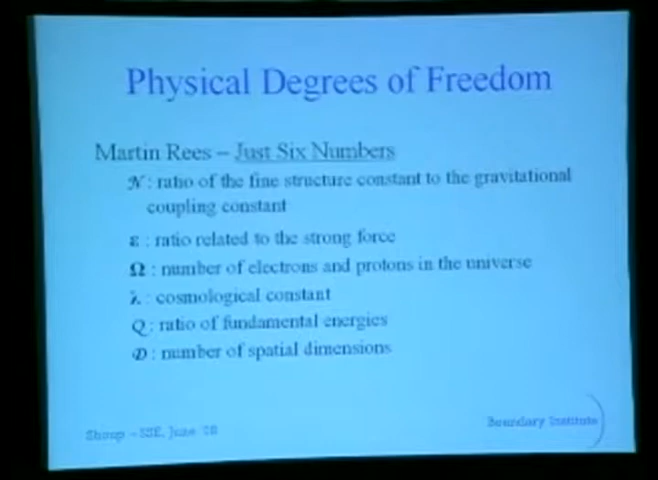 Physical Degrees of Freedom
Martin Rees – Just Six Numbers
𝒩 : ratio of the fine structure constant to the gravitational
coupling constant
ε : ratio related to the strong force
Ω : number of electrons and protons in the universe
λ : cosmological constant
Q : ratio of fundamental energies
𝒟 : number of spatial dimensions
Shoup – SSE, June
Boundary Institute